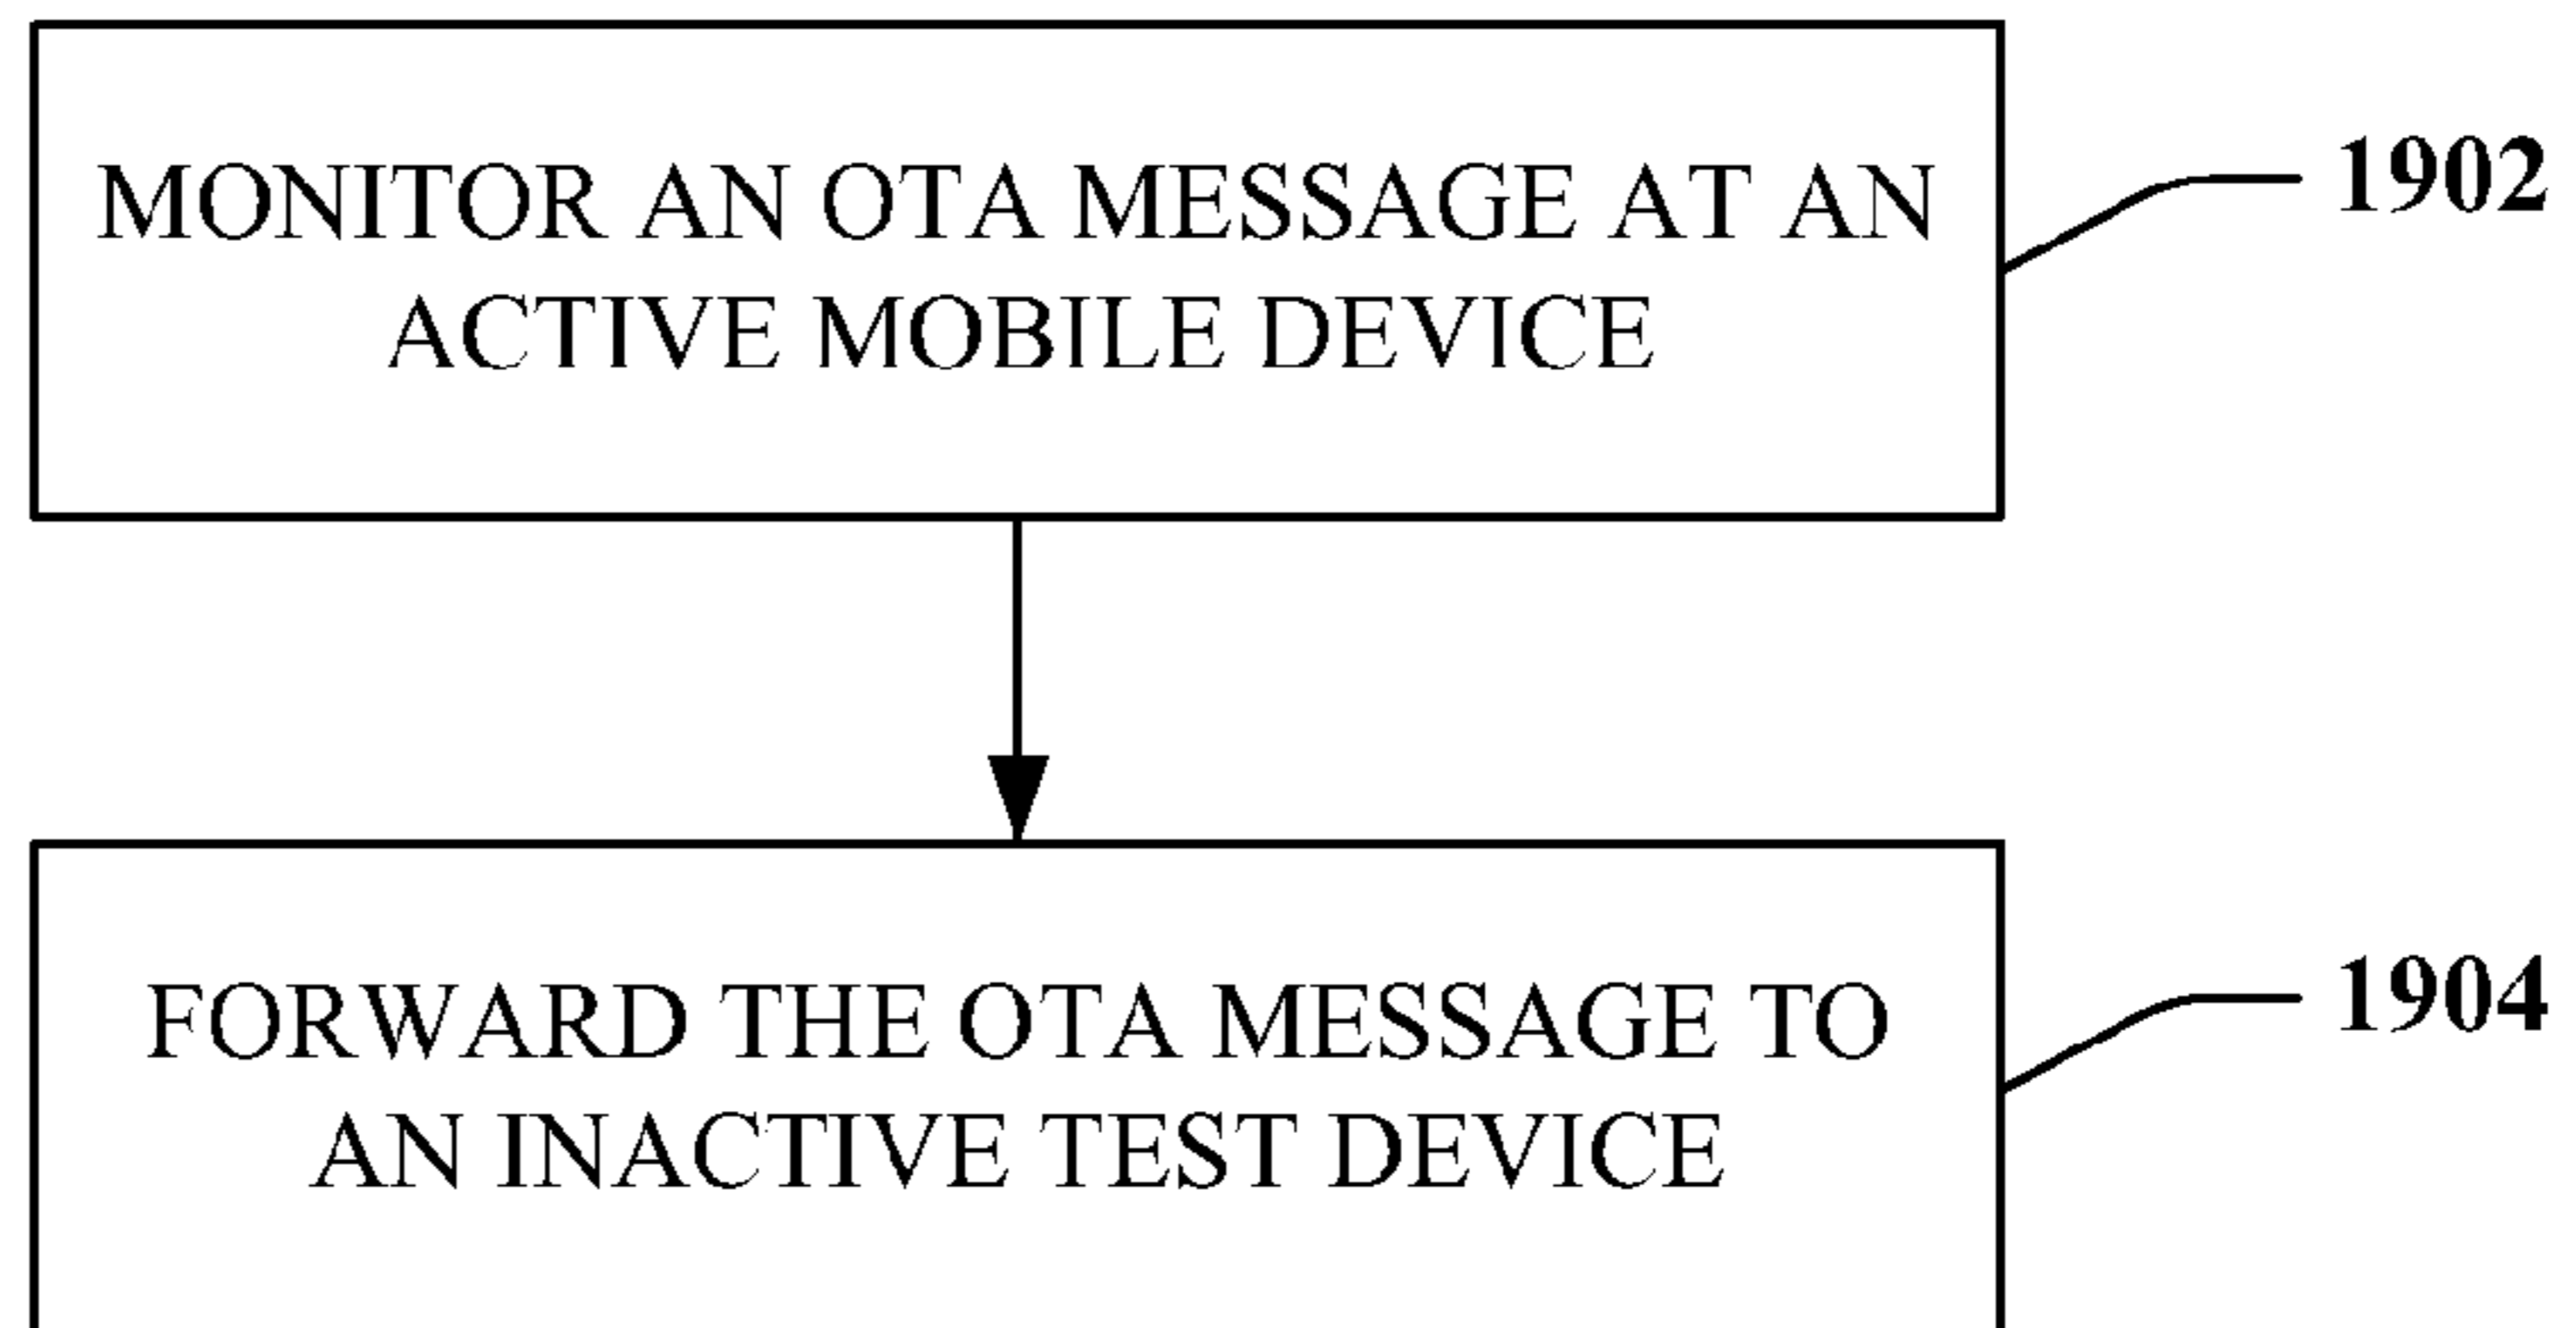 MONITOR AN OTA MESSAGE AT AN
ACTIVE MOBILE DEVICE
1902
FORWARD THE OTA MESSAGE TO
AN INACTIVE TEST DEVICE
1904